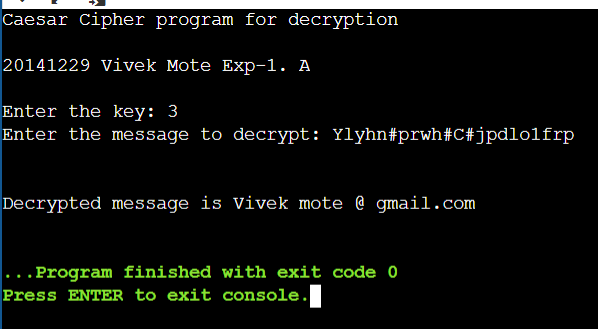 Caesar Cipher program for decryption
20141229 Vivek Mote Exp-1. A
Enter the key: 3
Enter the message to decrypt: Ylyhn#prwh#C#jpdlo1frp
Decrypted message is Vivek mote @ gmail.com
...Program finished with exit code 0
Press ENTER to exit console.